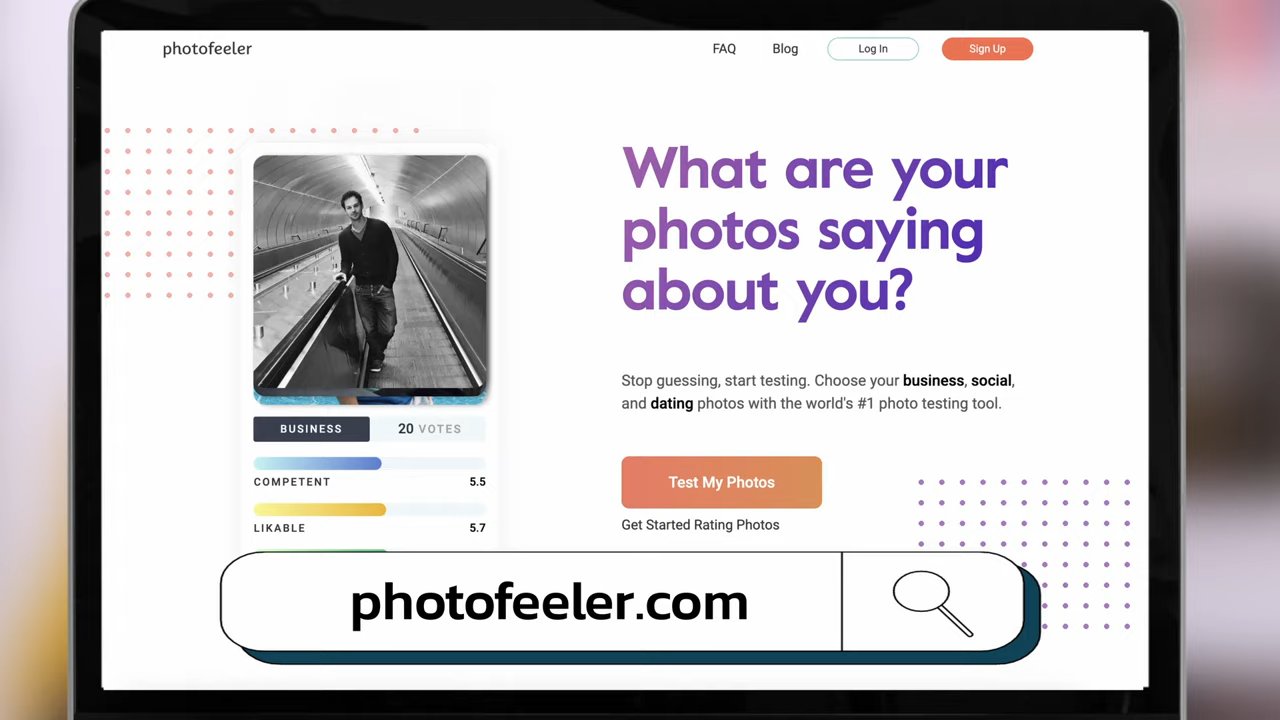 photofeeler
FAQ Blog Log In Sign Up
What are your
photos saying
about you?
Stop guessing, start testing. Choose your business, social,
and dating photos with the world's #1 photo testing tool.
Test My Photos
Get Started Rating Photos
BUSINESS 20 VOTES
COMPETENT 5.5
LIKABLE 5.7
photofeeler.com